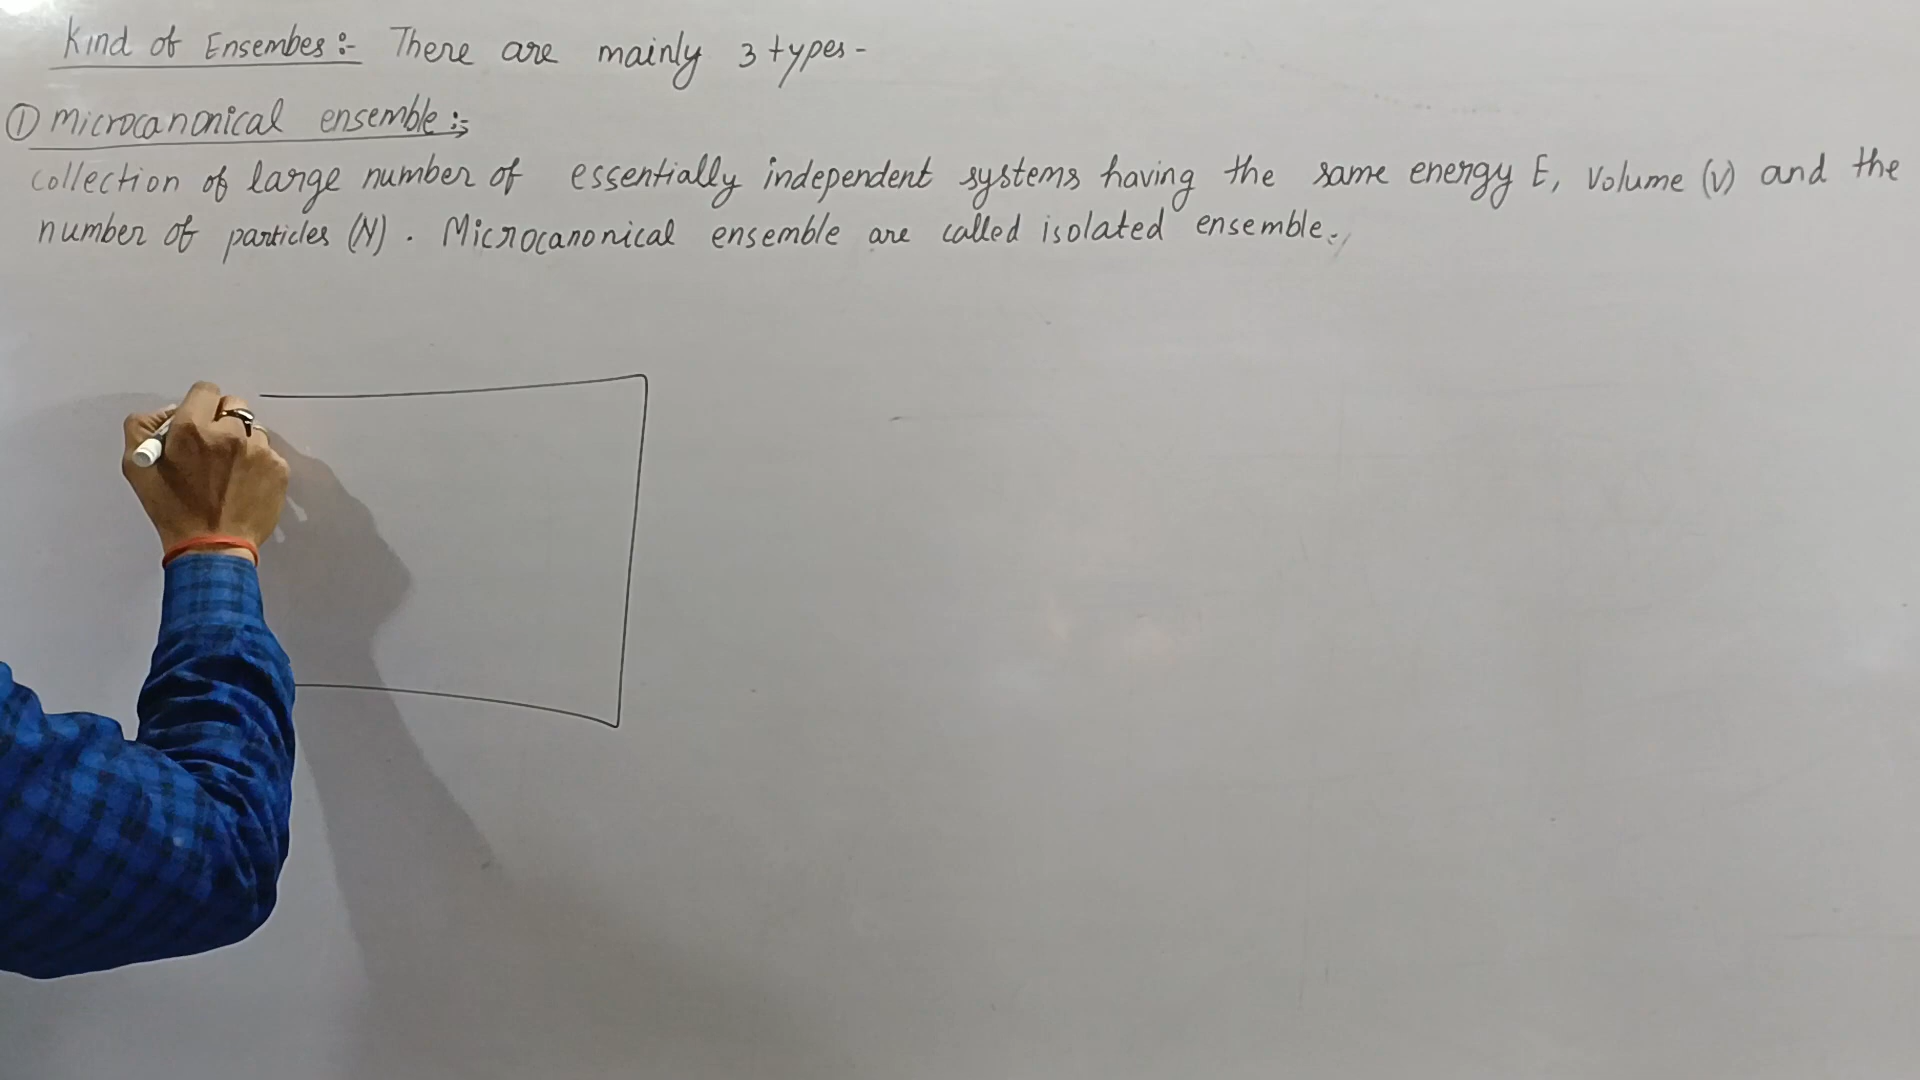 Kind of Ensembes :- There are mainly 3 types -
① Microcanonical ensemble :-
Collection of large number of essentially independent systems having the same energy E, Volume (V) and the
number of particles (N) . Microcanonical ensemble are called isolated ensemble.